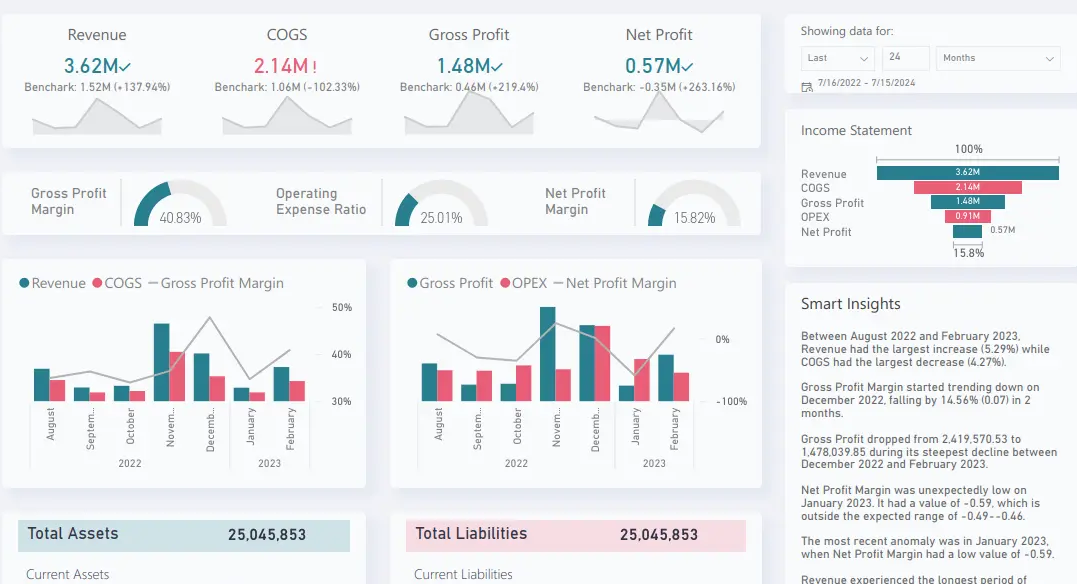 Revenue
COGS
Gross Profit
Net Profit
3.62M✓
2.14M!
1.48M✓
0.57M✓
Benchark: 1.52M (+137.94%)
Benchark: 1.06M (-102.33%)
Benchark: 0.46M (+219.4%)
Benchark: -0.35M (+263.16%)
Gross Profit
Margin
40.83%
Operating
Expense Ratio
25.01%
Net Profit
Margin
15.82%
Revenue COGS Gross Profit Margin
50%
40%
30%
August
Septem...
October
Novem...
Decemb...
January
February
2022
2023
Gross Profit OPEX Net Profit Margin
0%
-100%
August
Septem...
October
Novem...
Decemb...
January
February
2022
2023
Total Assets 25,045,853
Current Assets
Total Liabilities 25,045,853
Current Liabilities
Showing data for:
Last
24
Months
7/16/2022 - 7/15/2024
Income Statement
100%
Revenue 3.62M
COGS 2.14M
Gross Profit 1.48M
OPEX 0.91M
Net Profit 0.57M
15.8%
Smart Insights
Between August 2022 and February 2023,
Revenue had the largest increase (5.29%) while
COGS had the largest decrease (4.27%).
Gross Profit Margin started trending down on
December 2022, falling by 14.56% (0.07) in 2
months.
Gross Profit dropped from 2,419,570.53 to
1,478,039.85 during its steepest decline between
December 2022 and February 2023.
Net Profit Margin was unexpectedly low on
January 2023. It had a value of -0.59, which is
outside the expected range of -0.49--0.46.
The most recent anomaly was in January 2023,
when Net Profit Margin had a low value of -0.59.
Revenue experienced the longest period of